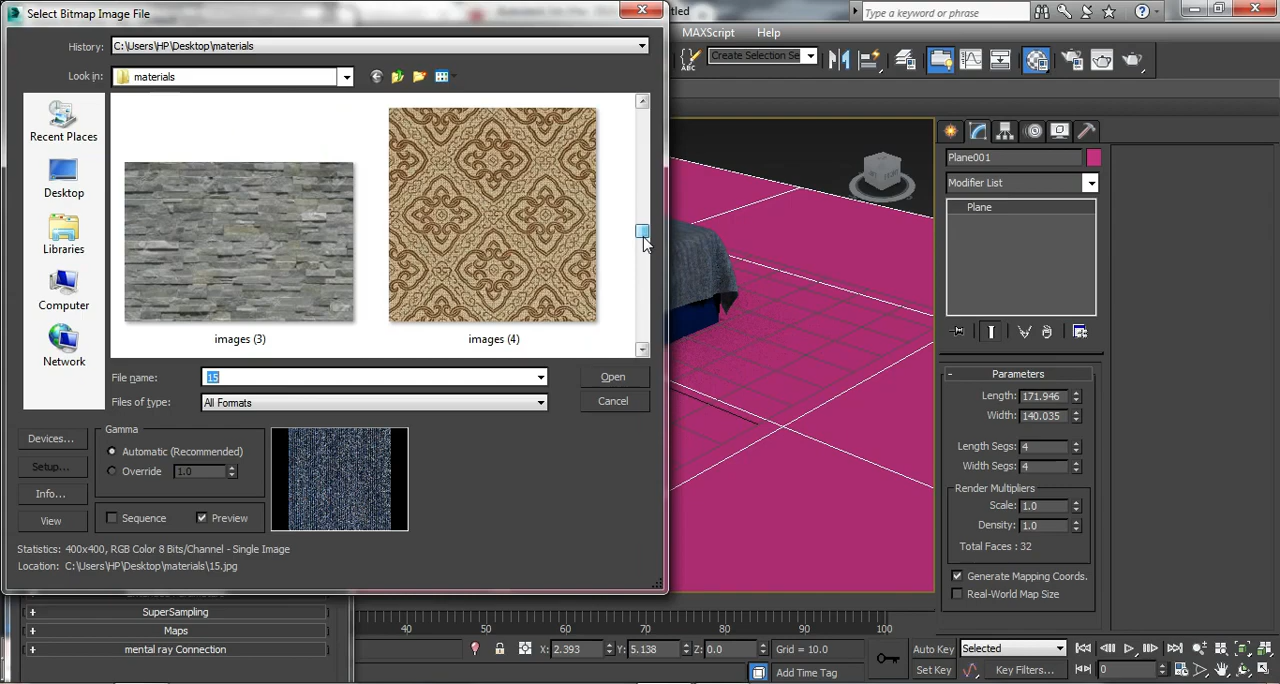 Select Bitmap Image File
History: C:\Users\HP\Desktop\materials
Look in: materials
Recent Places
Desktop
Libraries
Computer
Network
images (3)
images (4)
File name: 15
Open
Files of type: All Formats
Cancel
Devices...
Setup...
Info...
View
Gamma
Automatic (Recommended)
Override 1.0
Sequence
Preview
Statistics: 400x400, RGB Color 8 Bits/Channel - Single Image
Location: C:\Users\HP\Desktop\materials\15.jpg
SuperSampling
Maps
mental ray Connection
Type a keyword or phrase
MAXScript
Help
ABC
Create Selection Se
Plane001
Modifier List
Plane
Parameters
Length: 171.946
Width: 140.035
Length Segs: 4
Width Segs: 4
Render Multipliers
Scale: 1.0
Density: 1.0
Total Faces : 32
Generate Mapping Coords.
Real-World Map Size
40
50
60
70
80
90
100
X: 2.393
Y: 5.138
Z: 0.0
Grid = 10.0
Add Time Tag
Auto Key
Selected
Set Key
Key Filters...
0